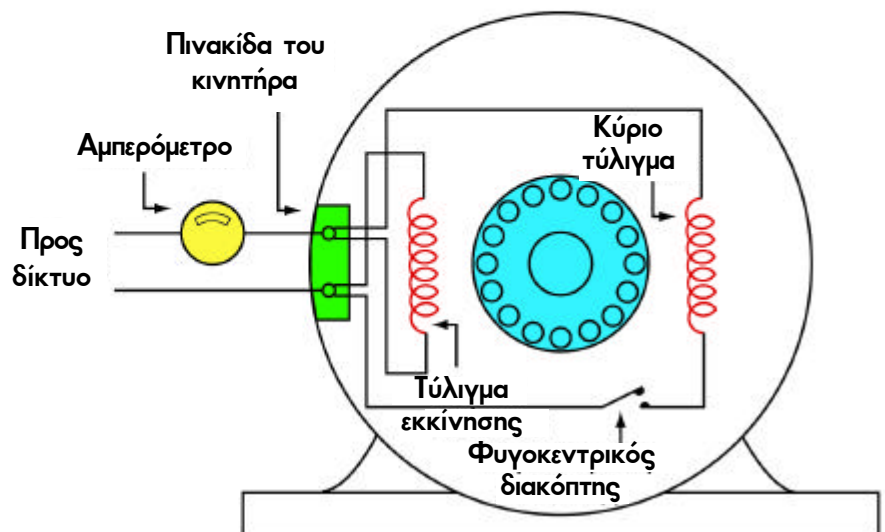 Πινακίδα του
κινητήρα
Αμπερόμετρο
Κύριο
τύλιγμα
Προς
δίκτυο
Τύλιγμα
εκκίνησης
Φυγοκεντρικός
διακόπτης